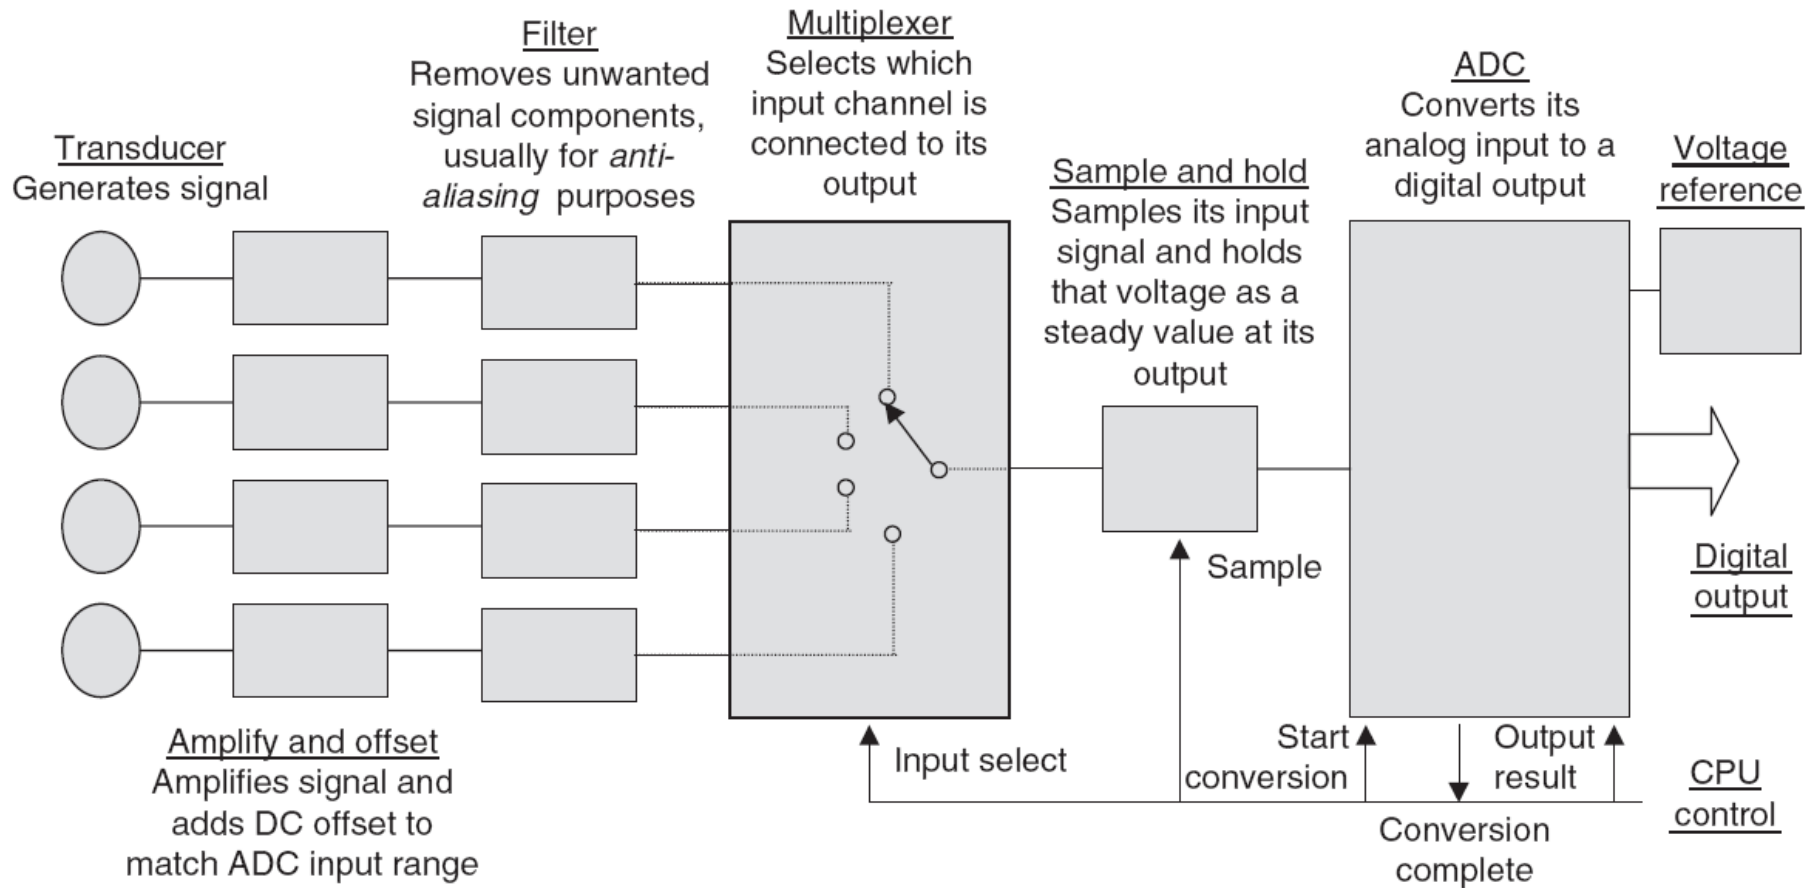 Transducer
Generates signal
Filter
Removes unwanted
signal components,
usually for anti-
aliasing purposes
Multiplexer
Selects which
input channel is
connected to its
output
Sample and hold
Samples its input
signal and holds
that voltage as a
steady value at its
output
ADC
Converts its
analog input to a
digital output
Voltage
reference
Sample
Digital
output
Amplify and offset
Amplifies signal and
adds DC offset to
match ADC input range
Input select
Start
conversion
Output
result
CPU
control
Conversion
complete